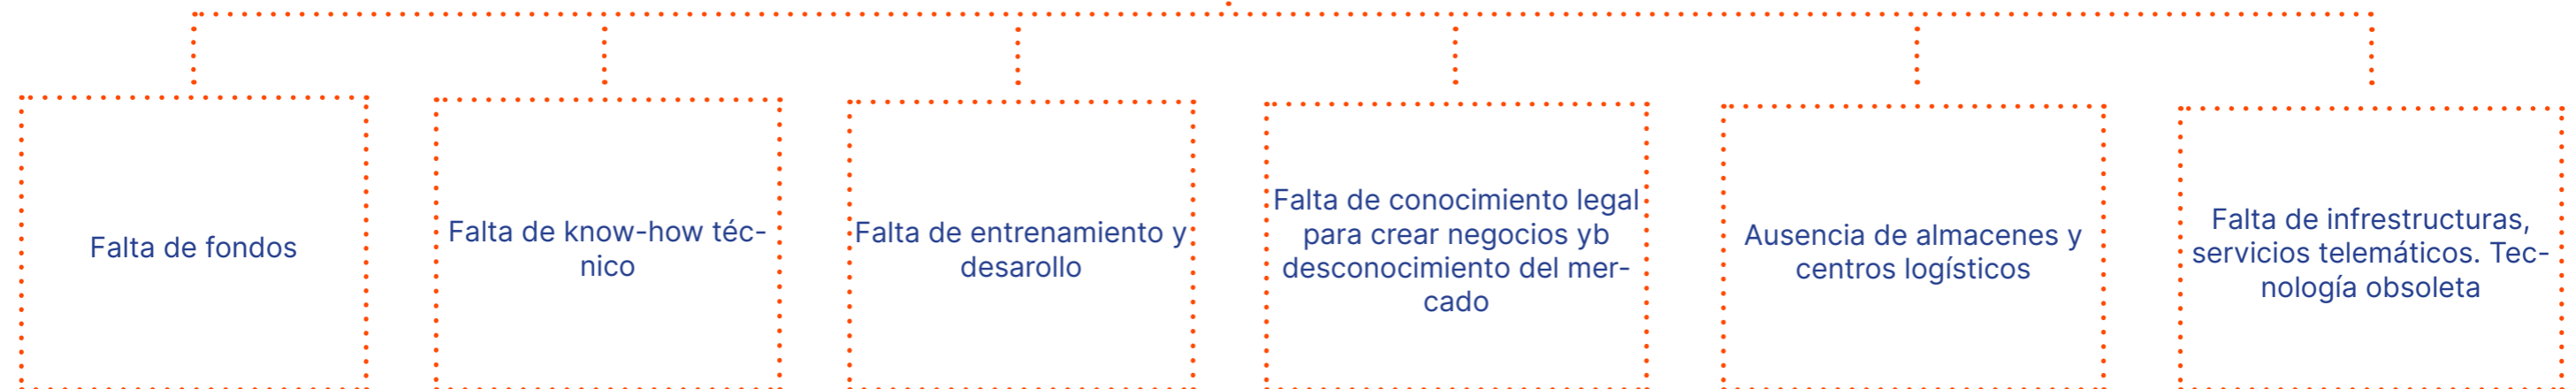 Falta de fondos
Falta de know-how téc-
nico
Falta de entrenamiento y
desarollo
Falta de conocimiento legal
para crear negocios yb
desconocimiento del mer-
cado
Ausencia de almacenes y
centros logísticos
Falta de infrestructuras,
servicios telemáticos. Tec-
nología obsoleta